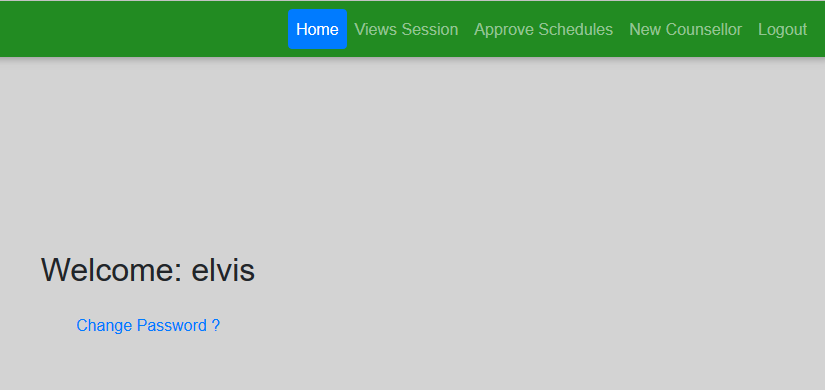 Home Views Session Approve Schedules New Counsellor Logout
Welcome: elvis
Change Password ?